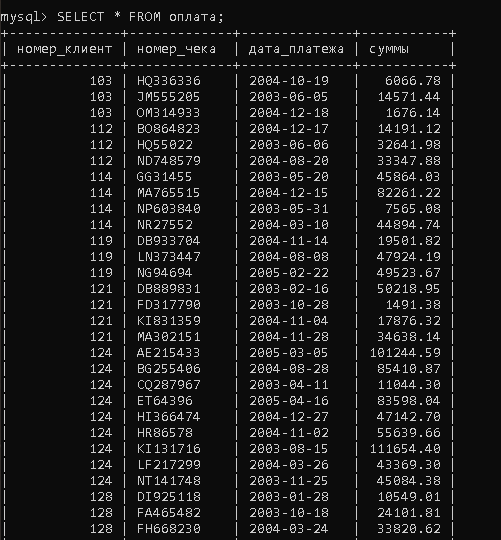 mysql> SELECT * FROM оплата;
+---------------+--------------+---------------+-----------+
| номер_клиент | номер_чека | дата_платежа | суммы |
+---------------+--------------+---------------+-----------+
| 103 | HQ336336 | 2004-10-19 | 6066.78 |
| 103 | JM555205 | 2003-06-05 | 14571.44 |
| 103 | OM314933 | 2004-12-18 | 1676.14 |
| 112 | BO864823 | 2004-12-17 | 14191.12 |
| 112 | HQ55022 | 2003-06-06 | 32641.98 |
| 112 | ND748579 | 2004-08-20 | 33347.88 |
| 114 | GG31455 | 2003-05-20 | 45864.03 |
| 114 | MA765515 | 2004-12-15 | 82261.22 |
| 114 | NP603840 | 2003-05-31 | 7565.08 |
| 114 | NR27552 | 2004-03-10 | 44894.74 |
| 119 | DB933704 | 2004-11-14 | 19501.82 |
| 119 | LN373447 | 2004-08-08 | 47924.19 |
| 119 | NG94694 | 2005-02-22 | 49523.67 |
| 121 | DB889831 | 2003-02-16 | 50218.95 |
| 121 | FD317790 | 2003-10-28 | 1491.38 |
| 121 | KI831359 | 2004-11-04 | 17876.32 |
| 121 | MA302151 | 2004-11-28 | 34638.14 |
| 124 | AE215433 | 2005-03-05 | 101244.59 |
| 124 | BG255406 | 2004-08-28 | 85410.87 |
| 124 | CQ287967 | 2003-04-11 | 11044.30 |
| 124 | ET64396 | 2005-04-16 | 83598.04 |
| 124 | HI366474 | 2004-12-27 | 47142.70 |
| 124 | HR86578 | 2004-11-02 | 55639.66 |
| 124 | KI131716 | 2003-08-15 | 111654.40 |
| 124 | LF217299 | 2004-03-26 | 43369.30 |
| 124 | NT141748 | 2003-11-25 | 45084.38 |
| 128 | DI925118 | 2003-01-28 | 10549.01 |
| 128 | FA465482 | 2003-10-18 | 24101.81 |
| 128 | FH668230 | 2004-03-24 | 33820.62 |